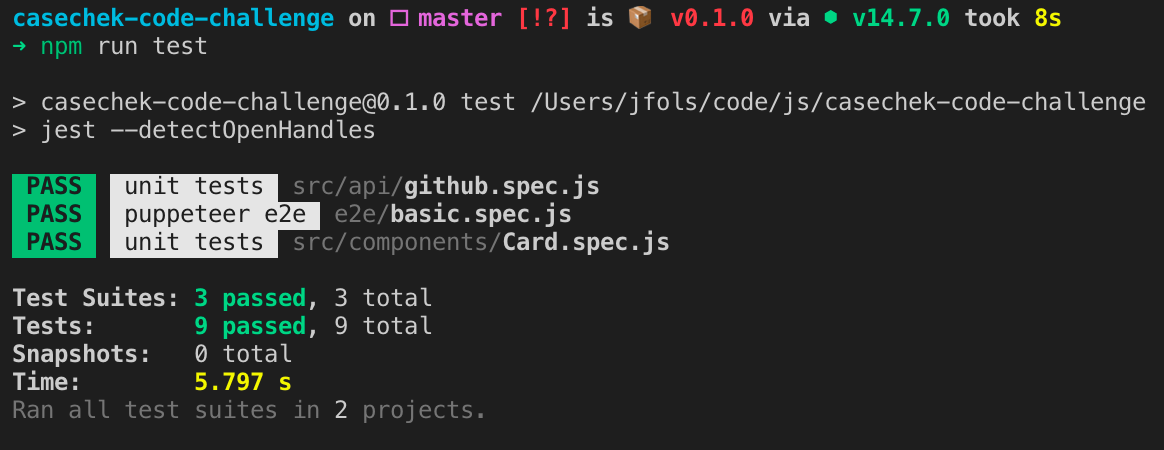 casechek-code-challenge on □ master [!?] is 📦 v0.1.0 via ⬢ v14.7.0 took 8s
➜ npm run test
> casechek-code-challenge@0.1.0 test /Users/jfols/code/js/casechek-code-challenge
> jest --detectOpenHandles
PASS unit tests src/api/github.spec.js
PASS puppeteer e2e e2e/basic.spec.js
PASS unit tests src/components/Card.spec.js
Test Suites: 3 passed, 3 total
Tests: 9 passed, 9 total
Snapshots: 0 total
Time: 5.797 s
Ran all test suites in 2 projects.